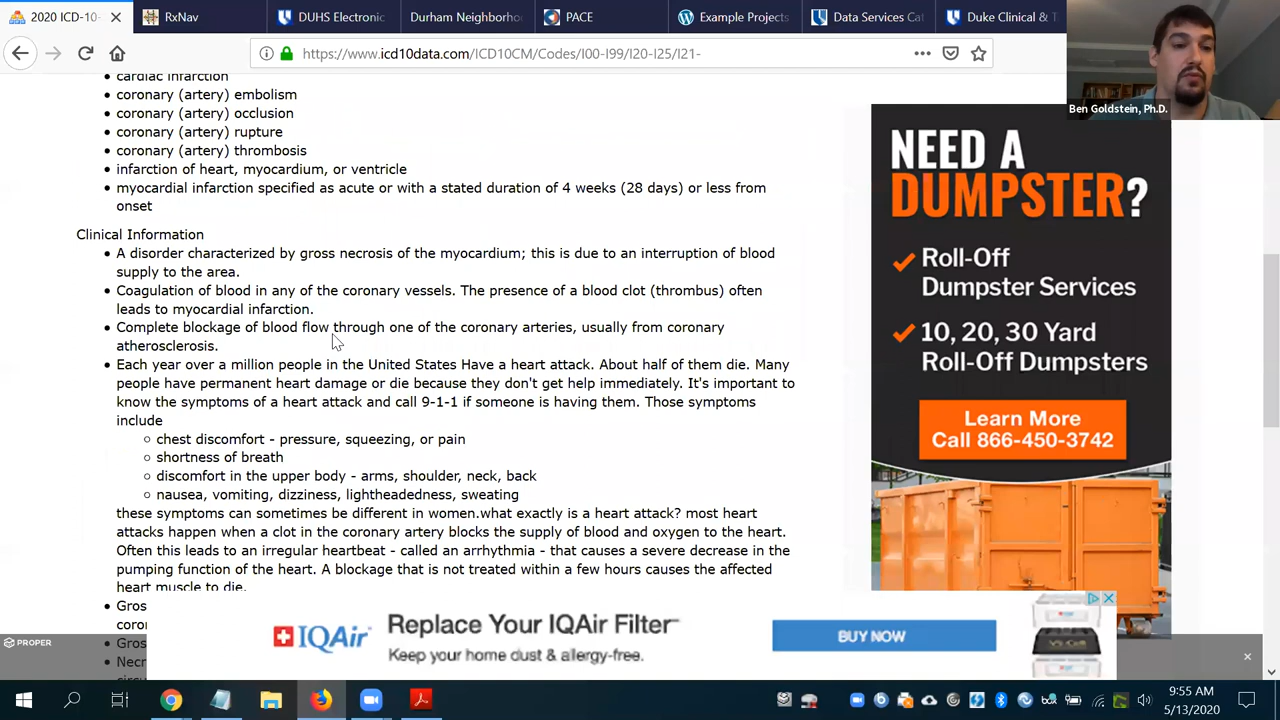 2020 ICD-10-
RxNav
DUHS Electronic
Durham Neighborho
PACE
Example Projects
Data Services Cat
Duke Clinical & T
https://www.icd10data.com/ICD10CM/Codes/I00-I99/I20-I25/I21-
Ben Goldstein, Ph.D.
cardiac infarction
coronary (artery) embolism
coronary (artery) occlusion
coronary (artery) rupture
coronary (artery) thrombosis
infarction of heart, myocardium, or ventricle
myocardial infarction specified as acute or with a stated duration of 4 weeks (28 days) or less from
onset
Clinical Information
A disorder characterized by gross necrosis of the myocardium; this is due to an interruption of blood
supply to the area.
Coagulation of blood in any of the coronary vessels. The presence of a blood clot (thrombus) often
leads to myocardial infarction.
Complete blockage of blood flow through one of the coronary arteries, usually from coronary
atherosclerosis.
Each year over a million people in the United States Have a heart attack. About half of them die. Many
people have permanent heart damage or die because they don't get help immediately. It's important to
know the symptoms of a heart attack and call 9-1-1 if someone is having them. Those symptoms
include
chest discomfort - pressure, squeezing, or pain
shortness of breath
discomfort in the upper body - arms, shoulder, neck, back
nausea, vomiting, dizziness, lightheadedness, sweating
these symptoms can sometimes be different in women.what exactly is a heart attack? most heart
attacks happen when a clot in the coronary artery blocks the supply of blood and oxygen to the heart.
Often this leads to an irregular heartbeat - called an arrhythmia - that causes a severe decrease in the
pumping function of the heart. A blockage that is not treated within a few hours causes the affected
heart muscle to die.
Gros
coro
Gros
Necr
NEED A
DUMPSTER?
Roll-Off
Dumpster Services
10, 20, 30 Yard
Roll-Off Dumpsters
Learn More
Call 866-450-3742
PROPER
IQAir
Replace Your IQAir Filter
Keep your home dust & allergy-free.
BUY NOW
9:55 AM
5/13/2020